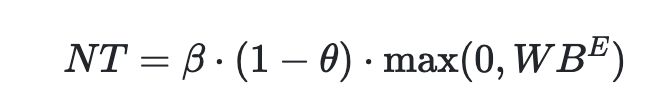 NT = β · (1 − θ) · max(0, WB^E)